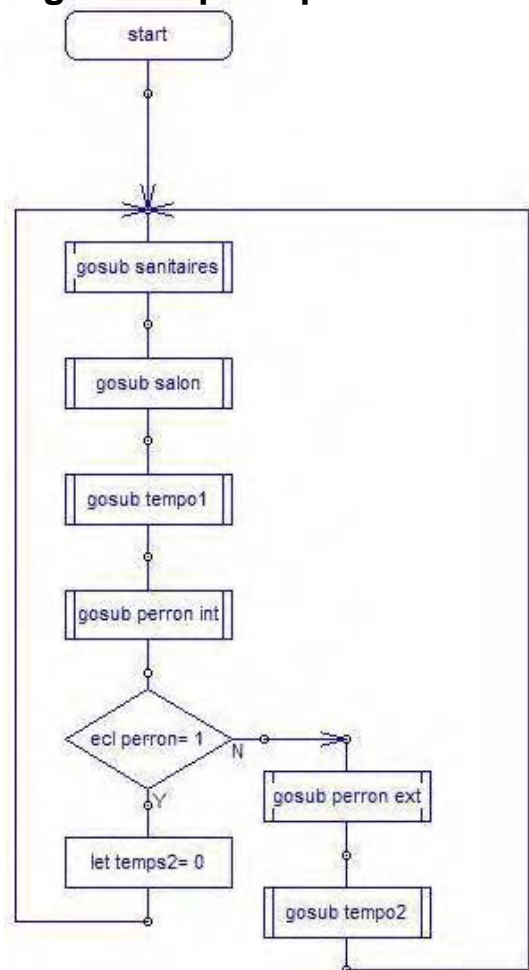 start
gosub sanitaires
gosub salon
gosub tempo1
gosub perron int
ecl perron= 1
N
Y
gosub perron ext
let temps2= 0
gosub tempo2